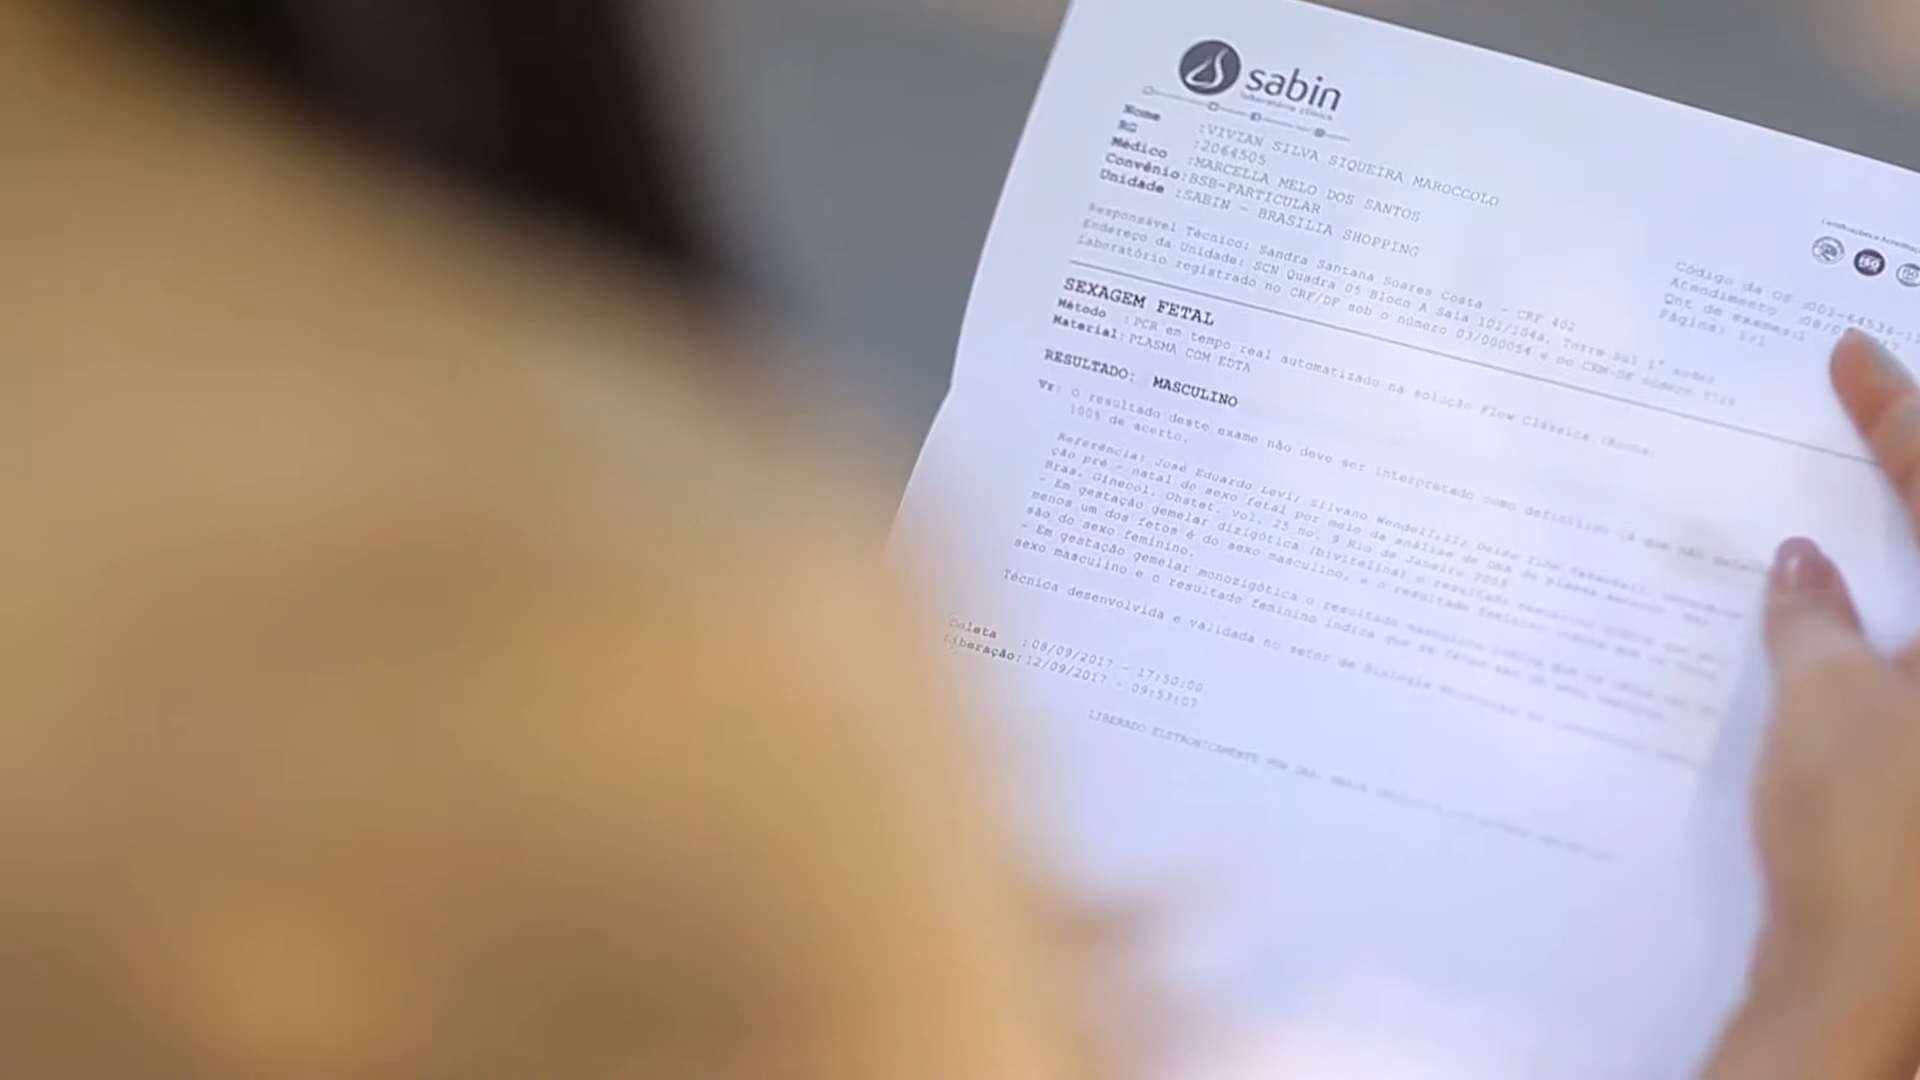 sabin
laboratório clínico
Nome :VIVIAN SILVA SIQUEIRA MAROCCOLO
RG :2064505
Médico :MARCELLA MELO DOS SANTOS
Convênio:BSB-PARTICULAR
Unidade :SABIN - BRASILIA SHOPPING
Responsável Técnico: Sandra Santana Soares Costa - CRF 402
Endereço da Unidade: SCN Quadra 05 Bloco A Sala 101/104a, Torre Sul 1º andar
Laboratório registrado no CRF/DF sob o número 03/000054 e no CRM-DF número
Código da OS
Atendimento
Qnt de exames:
Página: 1/1
SEXAGEM FETAL
Método :PCR em tempo real automatizado na solução Flow Clássica (Roche)
Material:PLASMA COM EDTA
RESULTADO: MASCULINO
Vr: O resultado deste exame não deve ser interpretado como definitivo já que não
100% de acerto.
Referência: José Eduardo Levi; Silvano Wendel
ção pré - natal do sexo fetal por meio da análise de DNA do plasma
Bras. Ginecol. Obstet. vol. 25 no. 9 Rio de Janeiro 2003
- Em gestação gemelar dizigótica (bivitelina) o resultado masculino
menos um dos fetos é do sexo masculino, e o resultado feminino
são do sexo feminino.
- Em gestação gemelar monozigótica o resultado masculino indica que os
sexo masculino e o resultado feminino indica que os fetos são do sexo feminino.
Técnica desenvolvida e validada no setor de Biologia
Coleta :08/09/2017 - 17:50:00
Liberação:12/09/2017 - 09:53:07
LIBERADO ELETRONICAMENTE POR